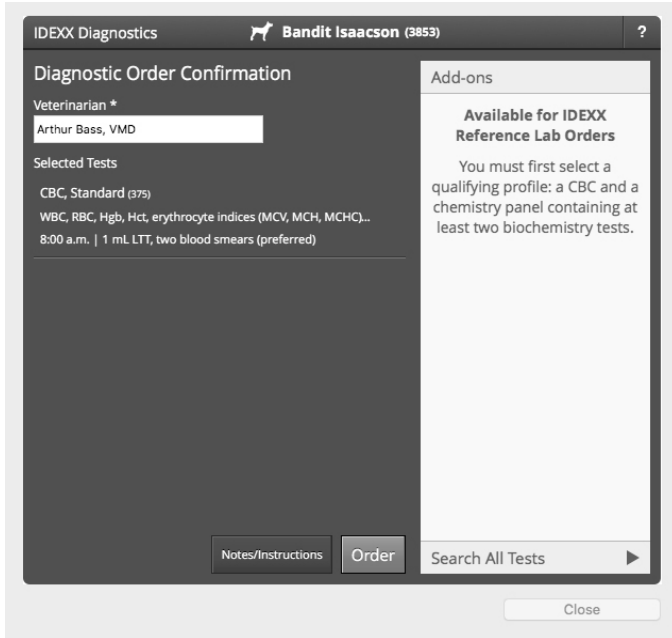 IDEXX Diagnostics
Bandit Isaacson (3853)
?
Diagnostic Order Confirmation
Veterinarian *
Arthur Bass, VMD
Selected Tests
CBC, Standard (375)
WBC, RBC, Hgb, Hct, erythrocyte indices (MCV, MCH, MCHC)...
8:00 a.m. | 1 mL LTT, two blood smears (preferred)
Notes/Instructions
Order
Add-ons
Available for IDEXX
Reference Lab Orders
You must first select a
qualifying profile: a CBC and a
chemistry panel containing at
least two biochemistry tests.
Search All Tests
Close